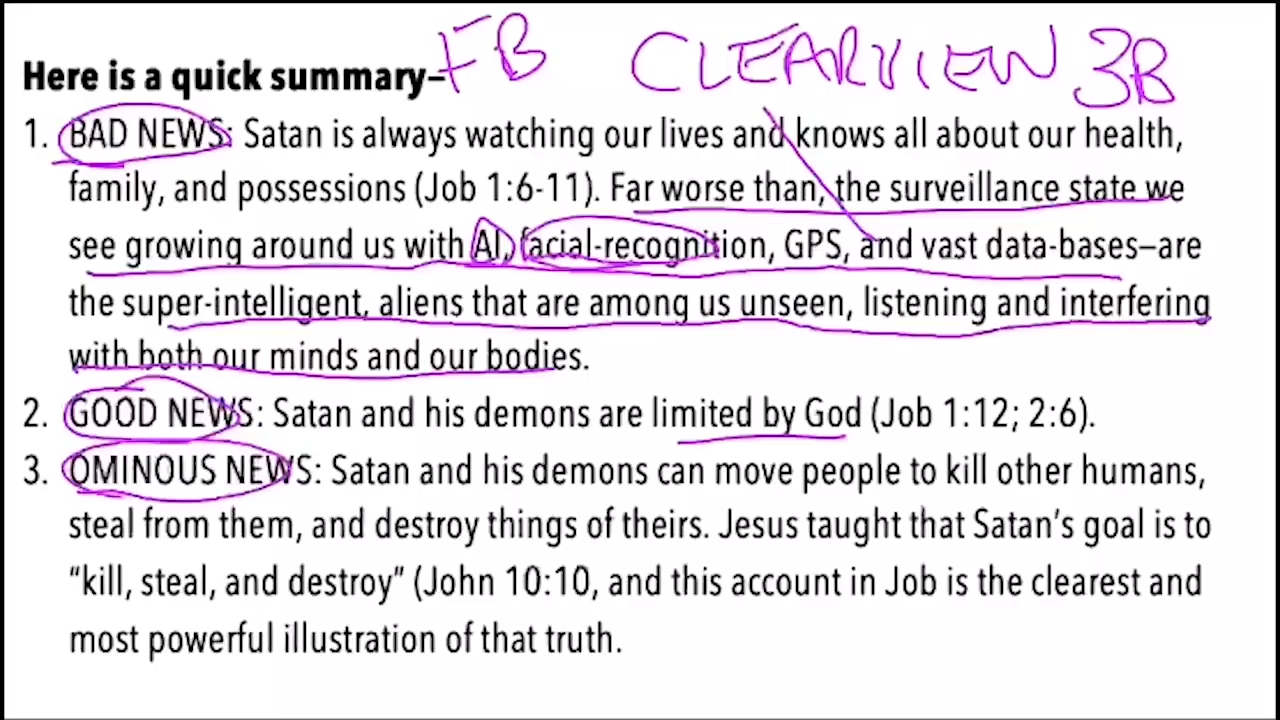 FB CLEARVIEW 3B
Here is a quick summary–
1. BAD NEWS: Satan is always watching our lives and knows all about our health,
family, and possessions (Job 1:6-11). Far worse than, the surveillance state we
see growing around us with AI, facial-recognition, GPS, and vast data-bases–are
the super-intelligent, aliens that are among us unseen, listening and interfering
with both our minds and our bodies.
2. GOOD NEWS: Satan and his demons are limited by God (Job 1:12; 2:6).
3. OMINOUS NEWS: Satan and his demons can move people to kill other humans,
steal from them, and destroy things of theirs. Jesus taught that Satan’s goal is to
“kill, steal, and destroy” (John 10:10, and this account in Job is the clearest and
most powerful illustration of that truth.